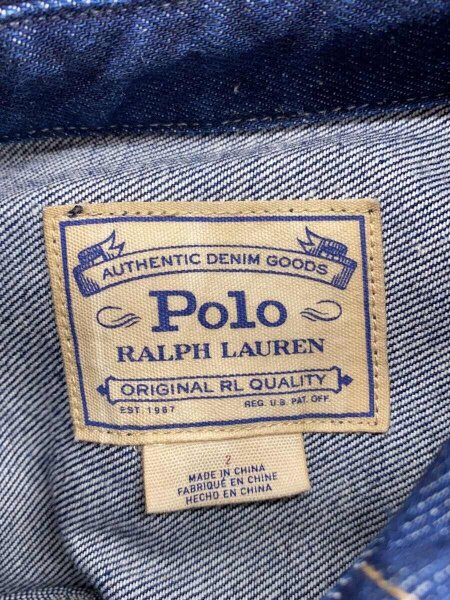 AUTHENTIC DENIM GOODS
Polo
RALPH LAUREN
ORIGINAL RL QUALITY
EST. 1967 REG. U.S. PAT. OFF.
2
MADE IN CHINA
FABRIQUÉ EN CHINE
HECHO EN CHINA